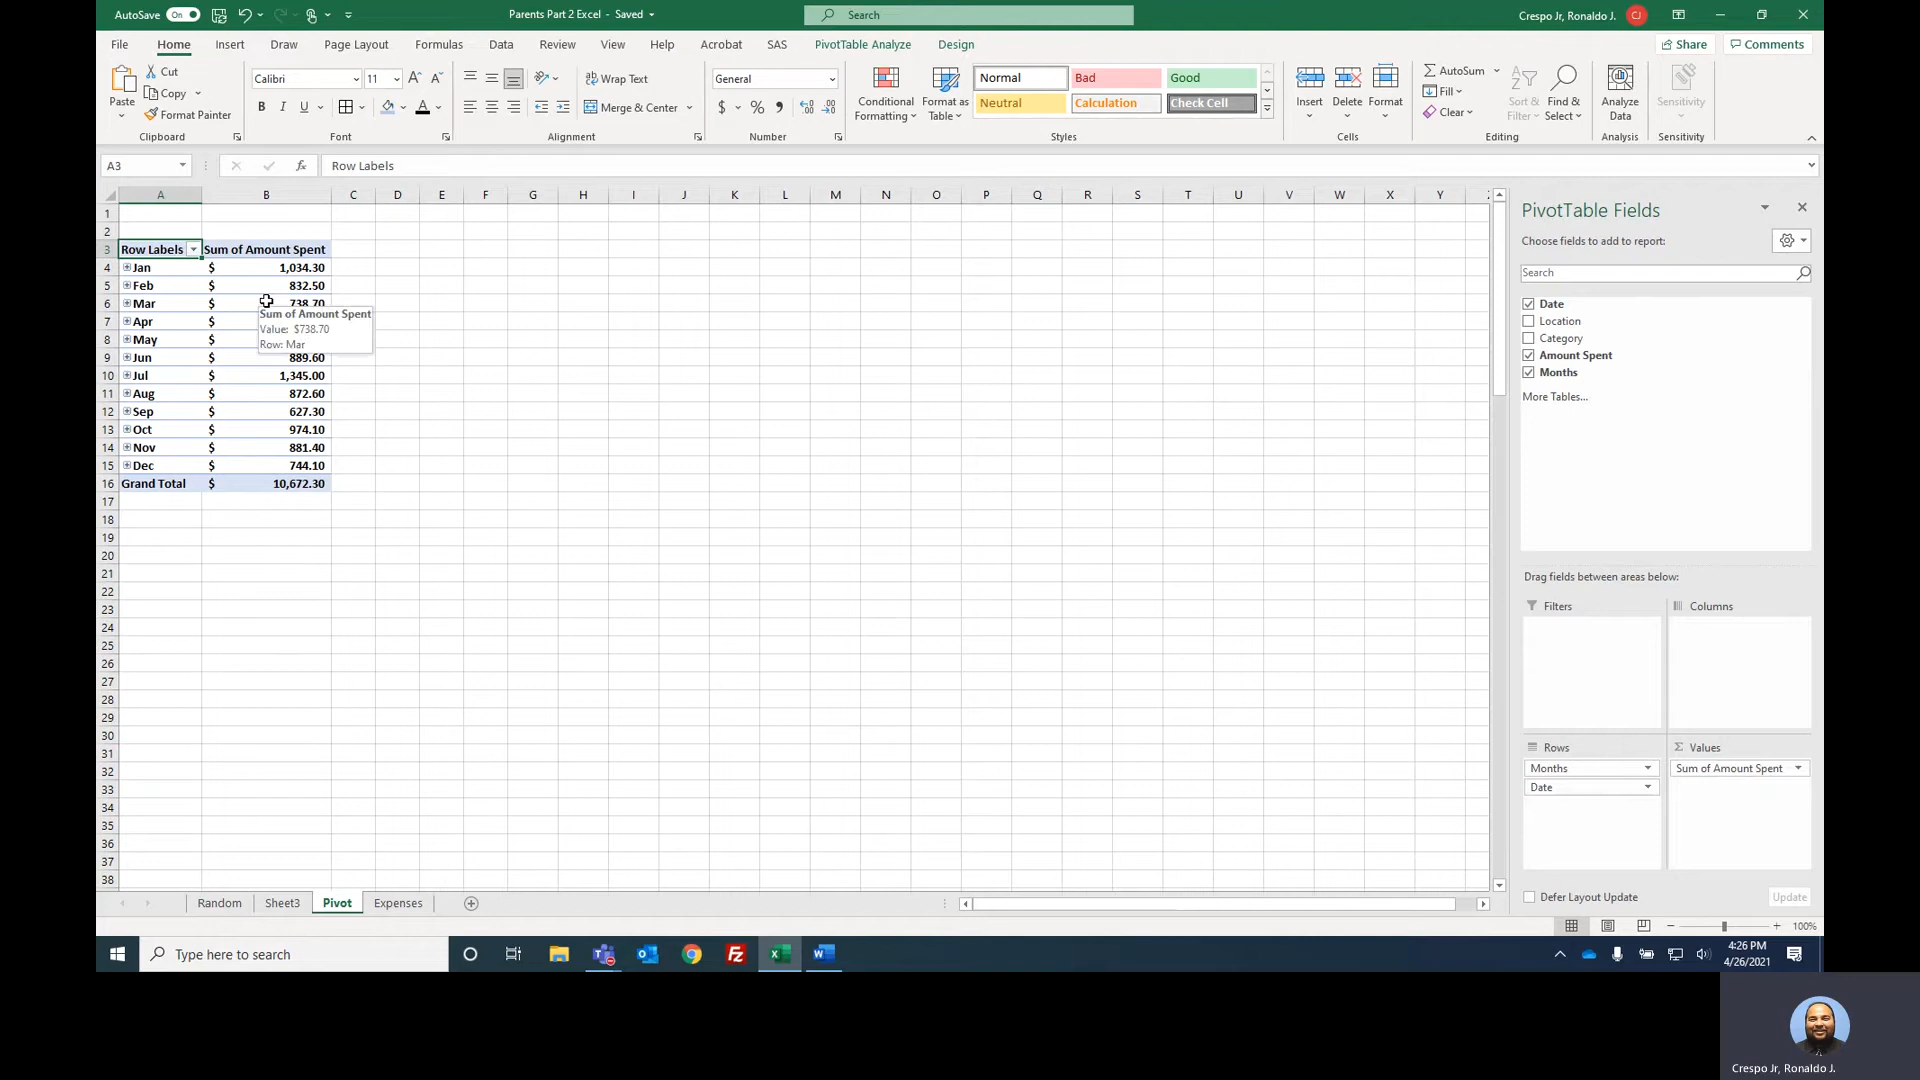 AutoSave On Parents Part 2 Excel - Saved Search Crespo Jr, Ronaldo J. CJ
File Home Insert Draw Page Layout Formulas Data Review View Help Acrobat SAS PivotTable Analyze Design Share Comments
Paste Cut Copy Format Painter
Calibri 11 B I U
Wrap Text Merge & Center
General $ %
Conditional Formatting Format as Table
Normal Bad Good
Neutral Calculation Check Cell
Insert Delete Format
AutoSum Fill Clear Sort & Filter Find & Select
Analyze Data Sensitivity
Clipboard Font Alignment Number Styles Cells Editing Analysis Sensitivity
A3 fx Row Labels
A B C D E F G H I J K L M N O P Q R S T U V W X Y
1
2
3 Row Labels Sum of Amount Spent
4 Jan $ 1,034.30
5 Feb $ 832.50
6 Mar $ 738.70
7 Apr $
8 May $
9 Jun $ 889.60
10 Jul $ 1,345.00
11 Aug $ 872.60
12 Sep $ 627.30
13 Oct $ 974.10
14 Nov $ 881.40
15 Dec $ 744.10
16 Grand Total $ 10,672.30
Sum of Amount Spent
Value: $738.70
Row: Mar
17
18
19
20
21
22
23
24
25
26
27
28
29
30
31
32
33
34
35
36
37
38
PivotTable Fields
Choose fields to add to report:
Search
Date
Location
Category
Amount Spent
Months
More Tables...
Drag fields between areas below:
Filters Columns
Rows Values
Months Sum of Amount Spent
Date
Defer Layout Update Update
Random Sheet3 Pivot Expenses
100%
Type here to search
4:26 PM
4/26/2021
Crespo Jr, Ronaldo J.